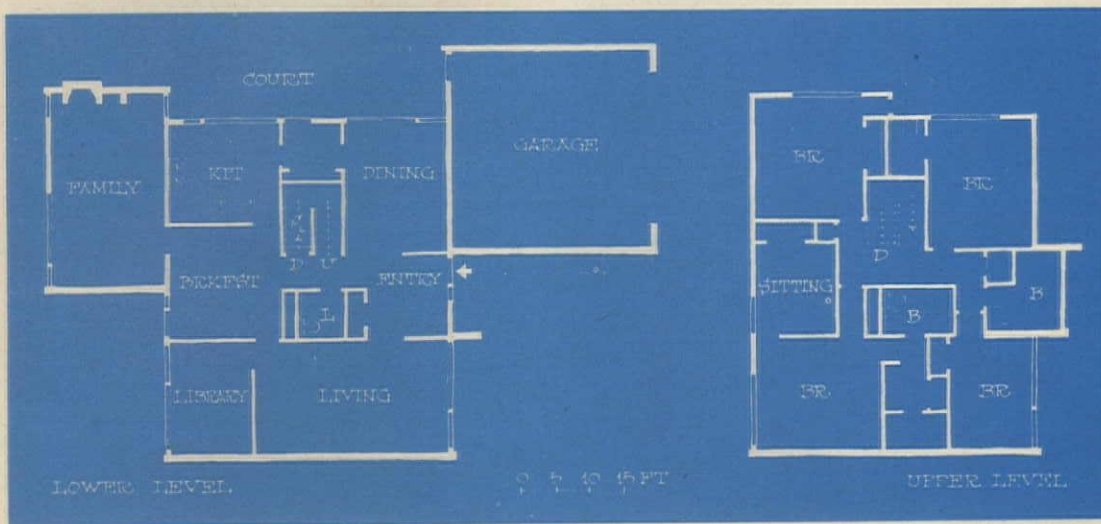 COURT
GARAGE
FAMILY
KIT
DINING
D U
BRKFST
ENTRY
L
LIBRARY
LIVING
LOWER LEVEL
0 5 10 15 FT
BR
BR
D
SITTING
B
B
BR
BR
UPPER LEVEL